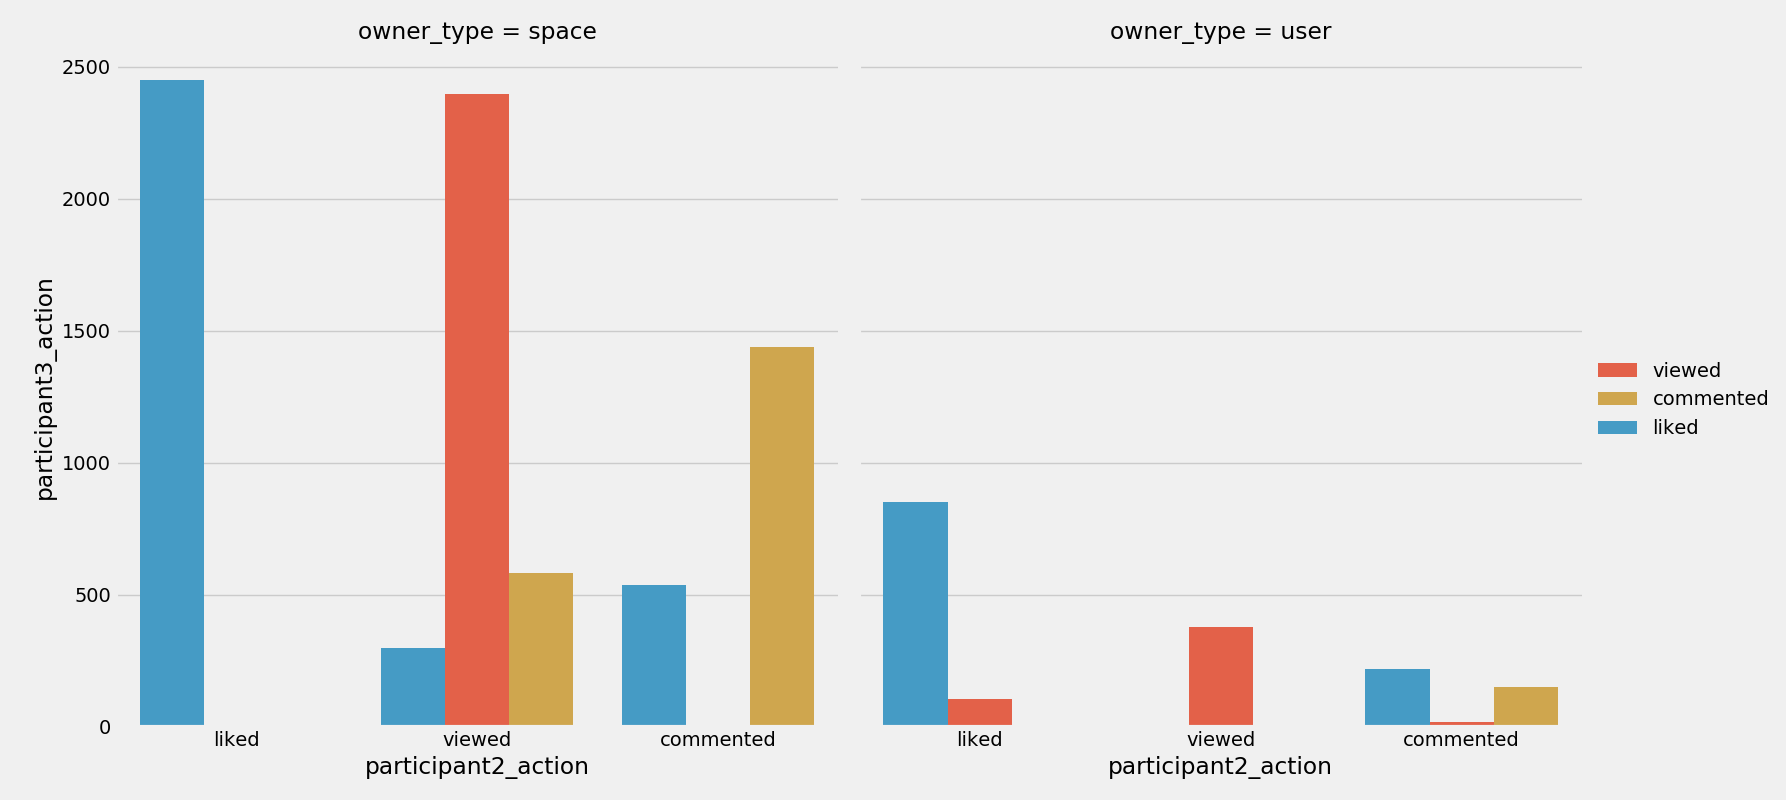 owner_type = space
owner_type = user
participant3_action
2500
2000
1500
1000
500
0
liked viewed commented
liked viewed commented
participant2_action
participant2_action
viewed
commented
liked